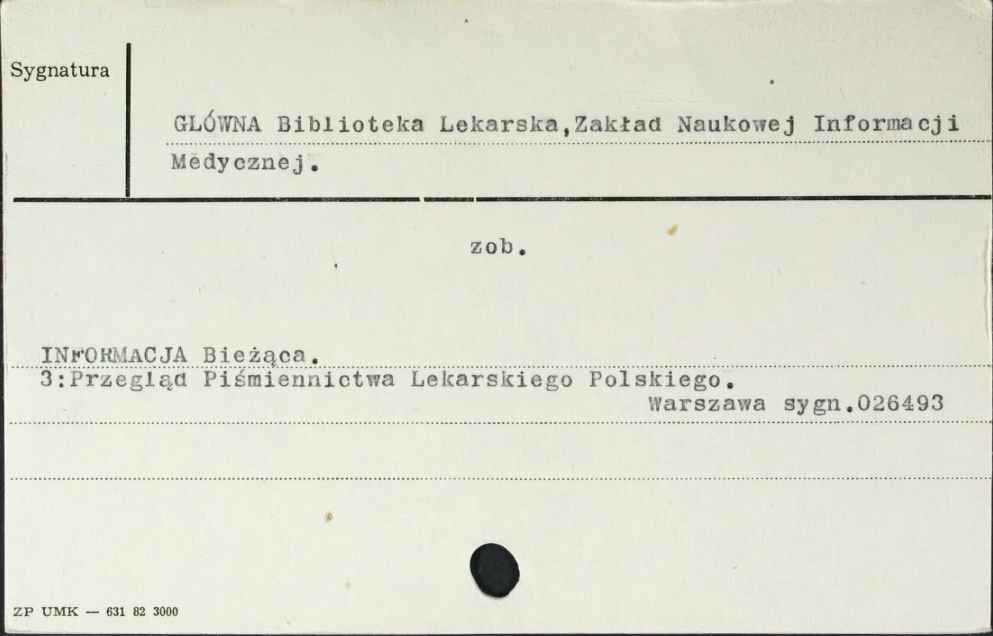 Sygnatura
GLÓWNA Biblioteka Lekarska,Zakład Naukowej Informacji
Medycznej.
zob.
INFORMACJA Bieżąca.
3:Przegląd Piśmiennictwa Lekarskiego Polskiego.
Warszawa sygn.026493
ZP UMK — 631 82 3000